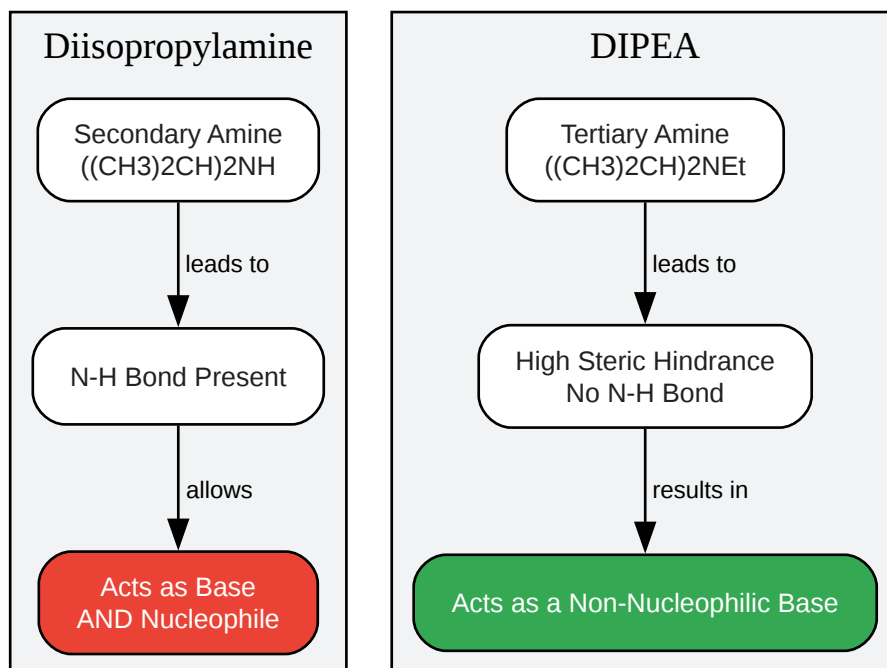 Diisopropylamine
Secondary Amine
((CH3)2CH)2NH
leads to
N-H Bond Present
allows
Acts as Base
AND Nucleophile
DIPEA
Tertiary Amine
((CH3)2CH)2NEt
leads to
High Steric Hindrance
No N-H Bond
results in
Acts as a Non-Nucleophilic Base